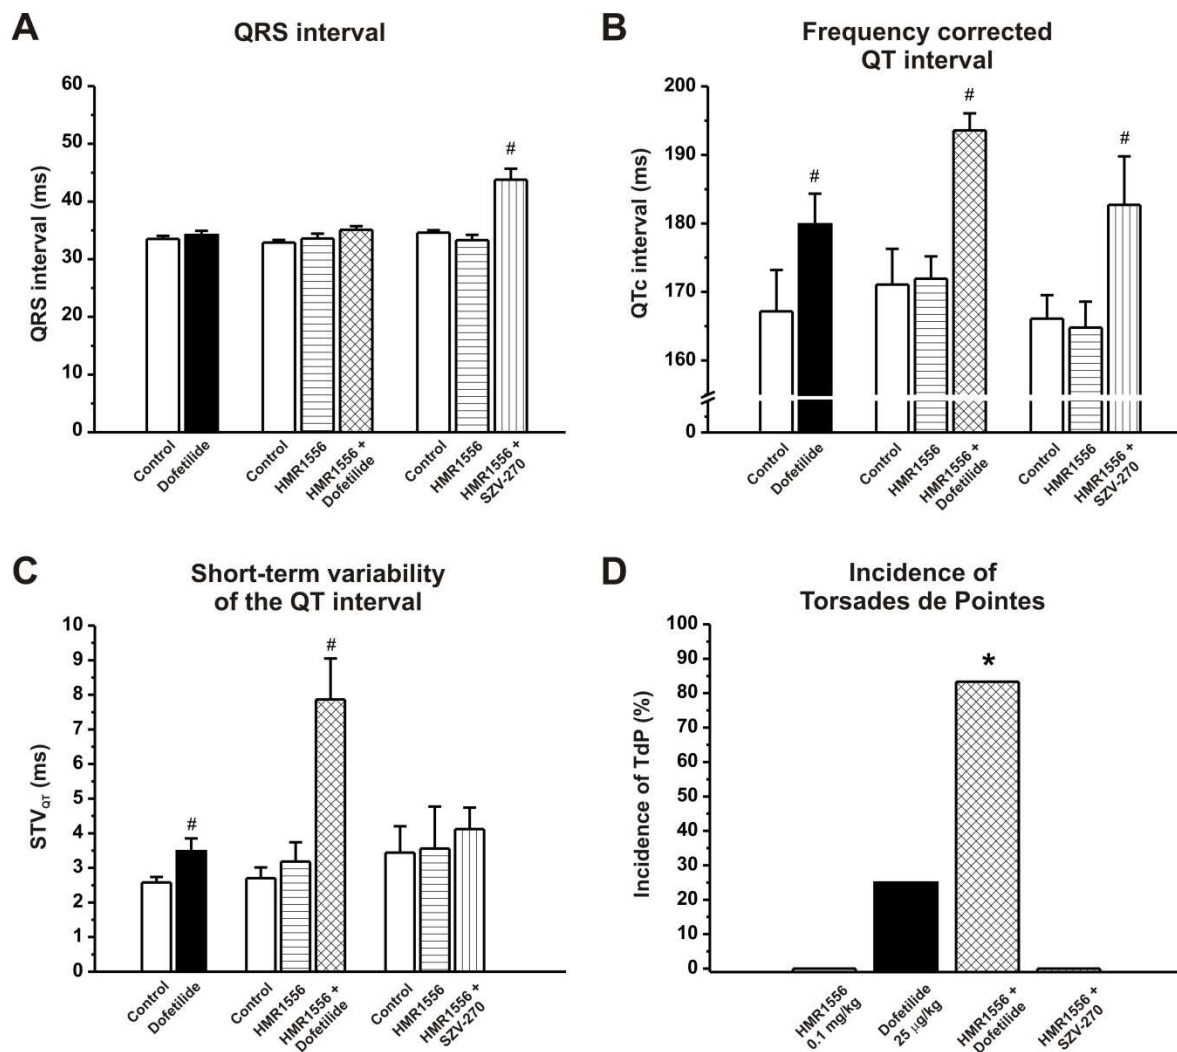 A
QRS interval
60
50
40
30
20
10
0
QRS interval (ms)
#
Control
Dofetilide
Control
HMR1556
HMR1556 +
Dofetilide
Control
HMR1556
HMR1556 +
SZV-270
B
Frequency corrected
QT interval
200
190
180
170
160
0
QTc interval (ms)
#
#
#
Control
Dofetilide
Control
HMR1556
HMR1556 +
Dofetilide
Control
HMR1556
HMR1556 +
SZV-270
C
Short-term variability
of the QT interval
10
9
8
7
6
5
4
3
2
1
0
STVQT (ms)
#
#
Control
Dofetilide
Control
HMR1556
HMR1556 +
Dofetilide
Control
HMR1556
HMR1556 +
SZV-270
D
Incidence of
Torsades de Pointes
100
90
80
70
60
50
40
30
20
10
0
Incidence of TdP (%)
*
HMR1556
0.1 mg/kg
Dofetilide
25 µg/kg
HMR1556 +
Dofetilide
HMR1556 +
SZV-270